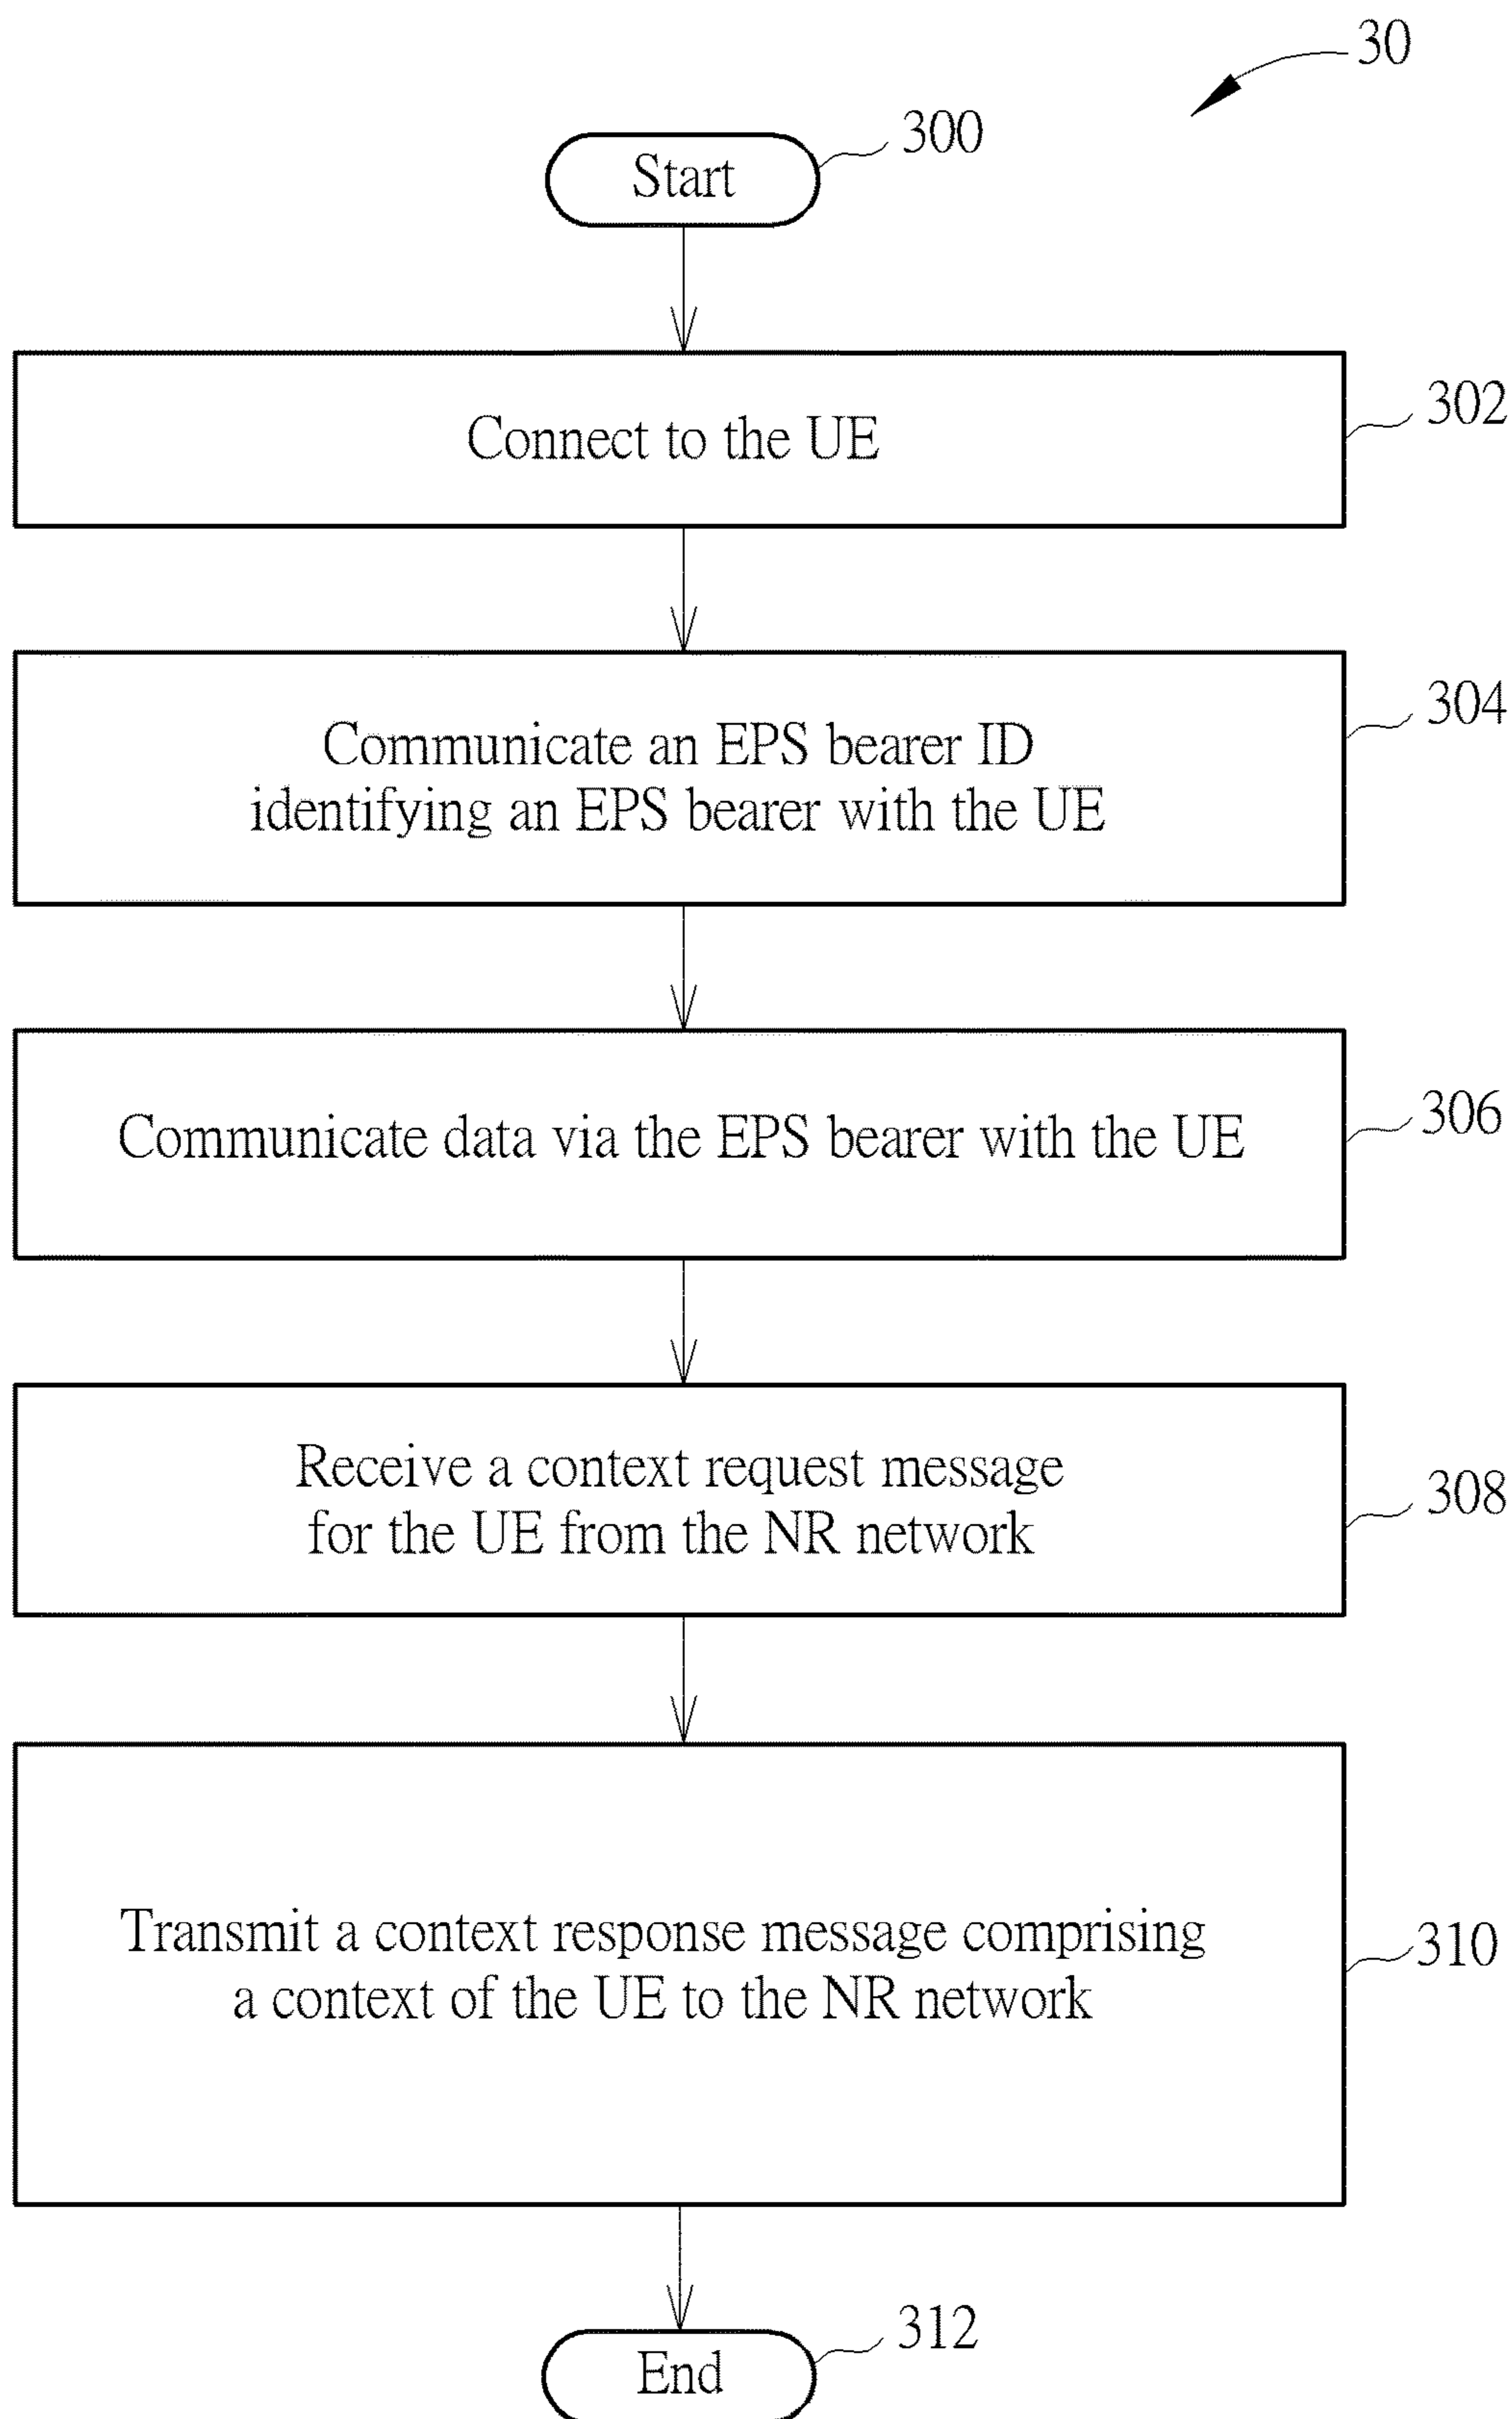 30
Start
300
Connect to the UE
302
Communicate an EPS bearer ID
identifying an EPS bearer with the UE
304
Communicate data via the EPS bearer with the UE
306
Receive a context request message
for the UE from the NR network
308
Transmit a context response message comprising
a context of the UE to the NR network
310
End
312